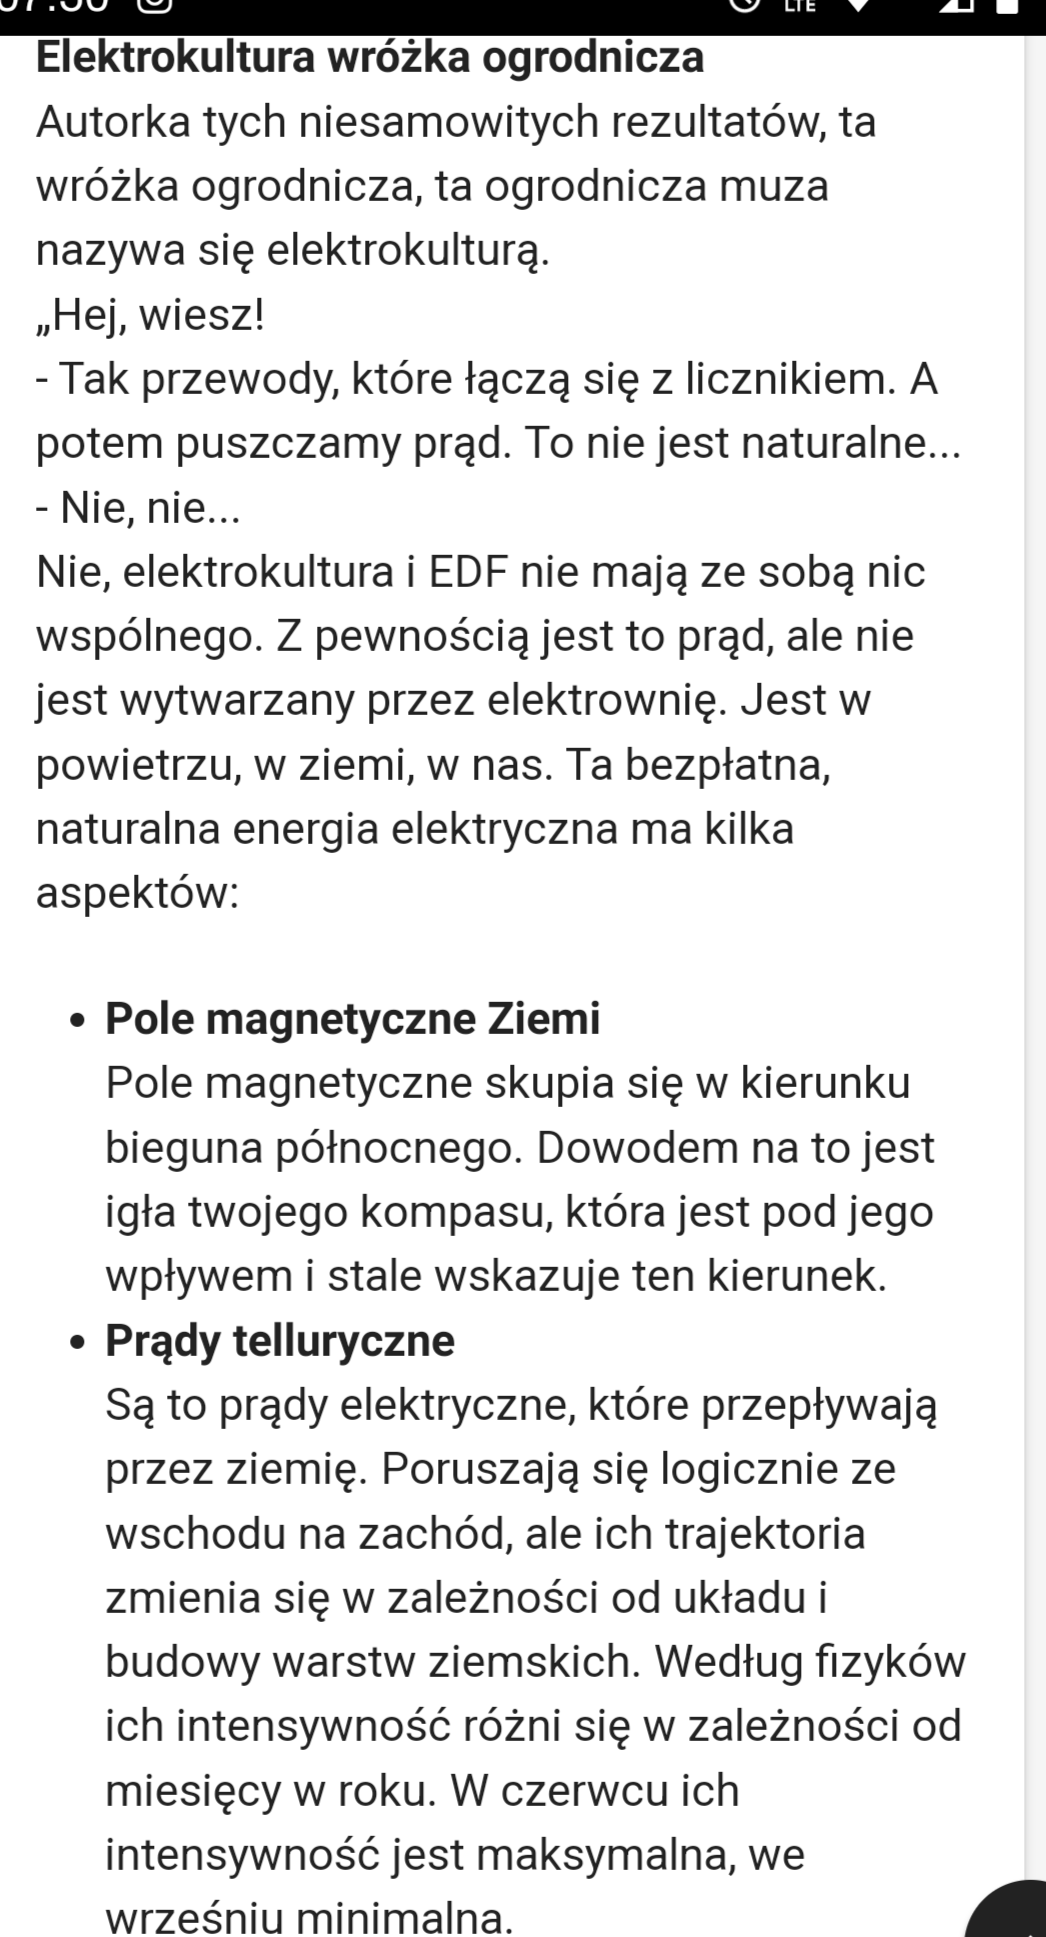 Elektrokultura wróżka ogrodnicza
Autorka tych niesamowitych rezultatów, ta
wróżka ogrodnicza, ta ogrodnicza muza
nazywa się elektrokulturą.
„Hej, wiesz!
- Tak przewody, które łączą się z licznikiem. A
potem puszczamy prąd. To nie jest naturalne...
- Nie, nie...
Nie, elektrokultura i EDF nie mają ze sobą nic
wspólnego. Z pewnością jest to prąd, ale nie
jest wytwarzany przez elektrownię. Jest w
powietrzu, w ziemi, w nas. Ta bezpłatna,
naturalna energia elektryczna ma kilka
aspektów:
• Pole magnetyczne Ziemi
Pole magnetyczne skupia się w kierunku
bieguna północnego. Dowodem na to jest
igła twojego kompasu, która jest pod jego
wpływem i stale wskazuje ten kierunek.
• Prądy telluryczne
Są to prądy elektryczne, które przepływają
przez ziemię. Poruszają się logicznie ze
wschodu na zachód, ale ich trajektoria
zmienia się w zależności od układu i
budowy warstw ziemskich. Według fizyków
ich intensywność różni się w zależności od
miesięcy w roku. W czerwcu ich
intensywność jest maksymalna, we
wrześniu minimalna.